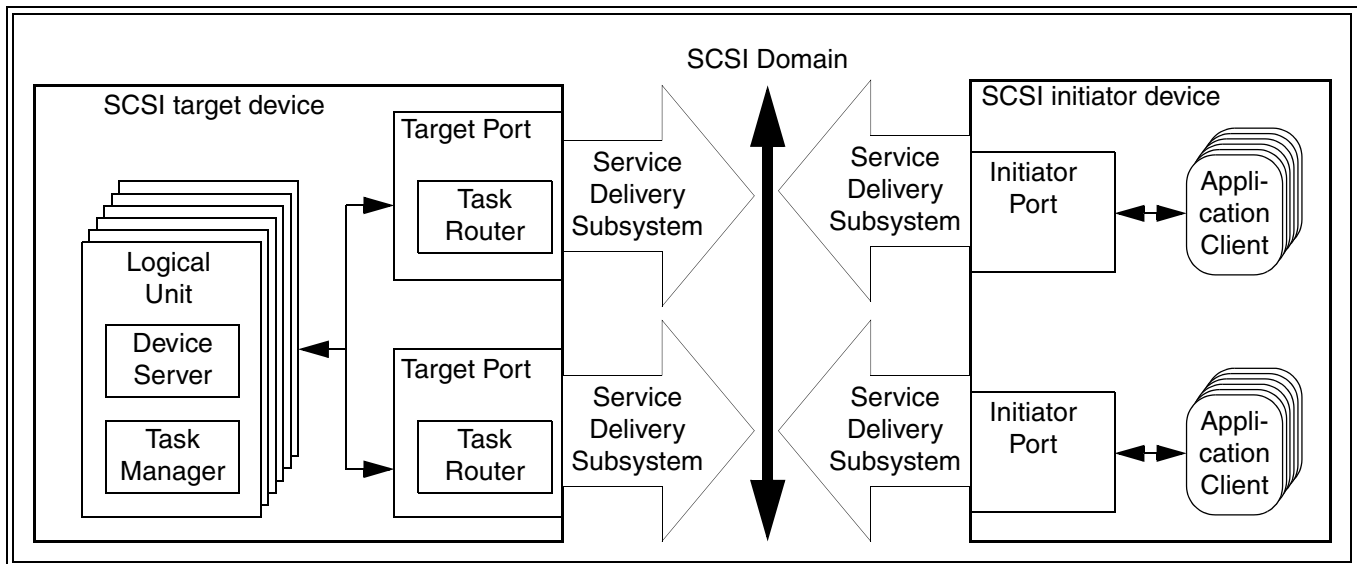 SCSI Domain
SCSI target device
Target Port
Task
Router
Logical
Unit
Device
Server
Task
Manager
Target Port
Task
Router
Service
Delivery
Subsystem
Service
Delivery
Subsystem
Service
Delivery
Subsystem
Service
Delivery
Subsystem
SCSI initiator device
Initiator
Port
Appli-
cation
Client
Initiator
Port
Appli-
cation
Client